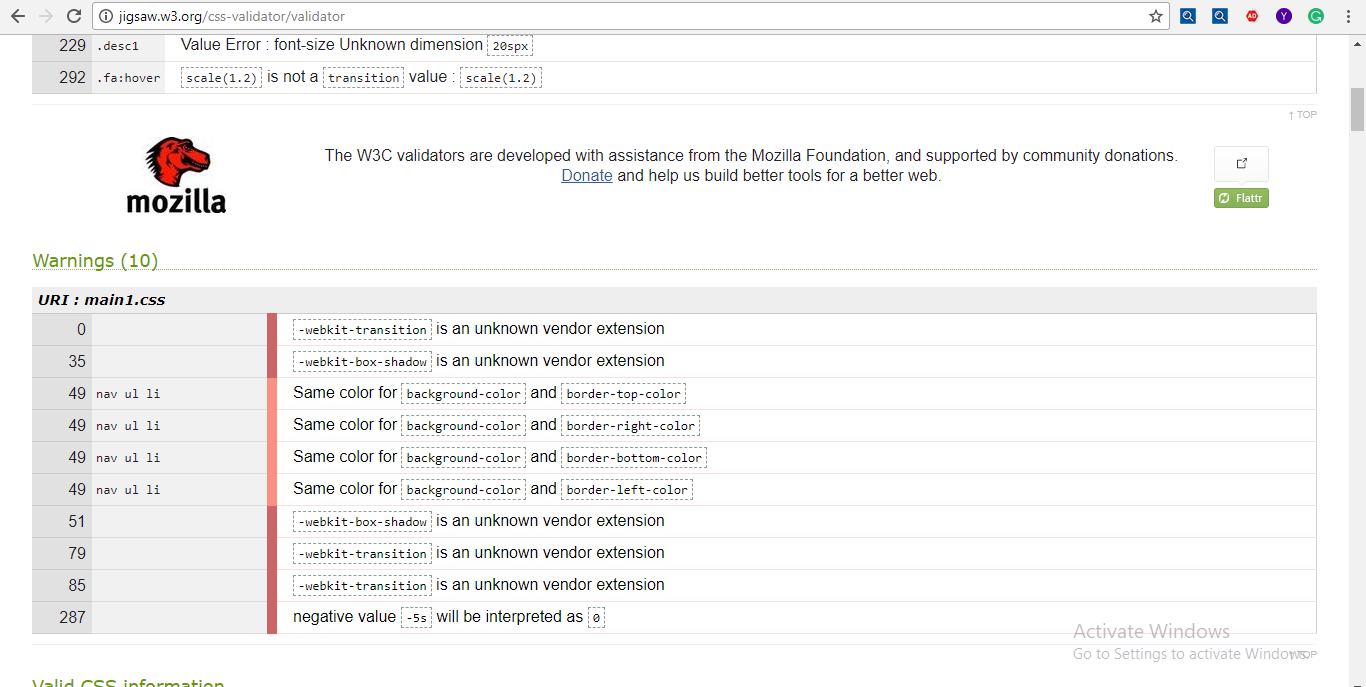 jigsaw.w3.org/css-validator/validator
229 .desc1 Value Error : font-size Unknown dimension 20spx
292 .fa:hover scale(1.2) is not a transition value : scale(1.2)
↑ TOP
mozilla
The W3C validators are developed with assistance from the Mozilla Foundation, and supported by community donations.
Donate and help us build better tools for a better web.
Flattr
Warnings (10)
URI : main1.css
0 -webkit-transition is an unknown vendor extension
35 -webkit-box-shadow is an unknown vendor extension
49 nav ul li Same color for background-color and border-top-color
49 nav ul li Same color for background-color and border-right-color
49 nav ul li Same color for background-color and border-bottom-color
49 nav ul li Same color for background-color and border-left-color
51 -webkit-box-shadow is an unknown vendor extension
79 -webkit-transition is an unknown vendor extension
85 -webkit-transition is an unknown vendor extension
287 negative value -5s will be interpreted as 0
Activate Windows
Go to Settings to activate Windows.
TOP
Valid CSS information